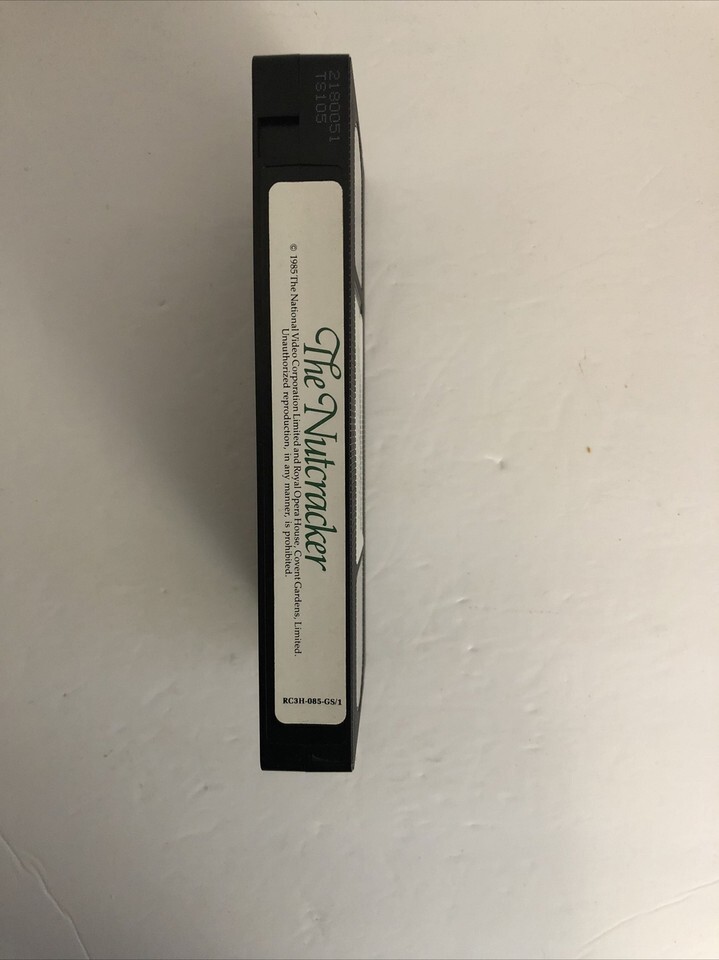 2180051
TS105
The Nutcracker
© 1985 The National Video Corporation Limited and Royal Opera House, Covent Gardens, Limited.
Unauthorized reproduction, in any manner, is prohibited.
RC3H-085-GS/1